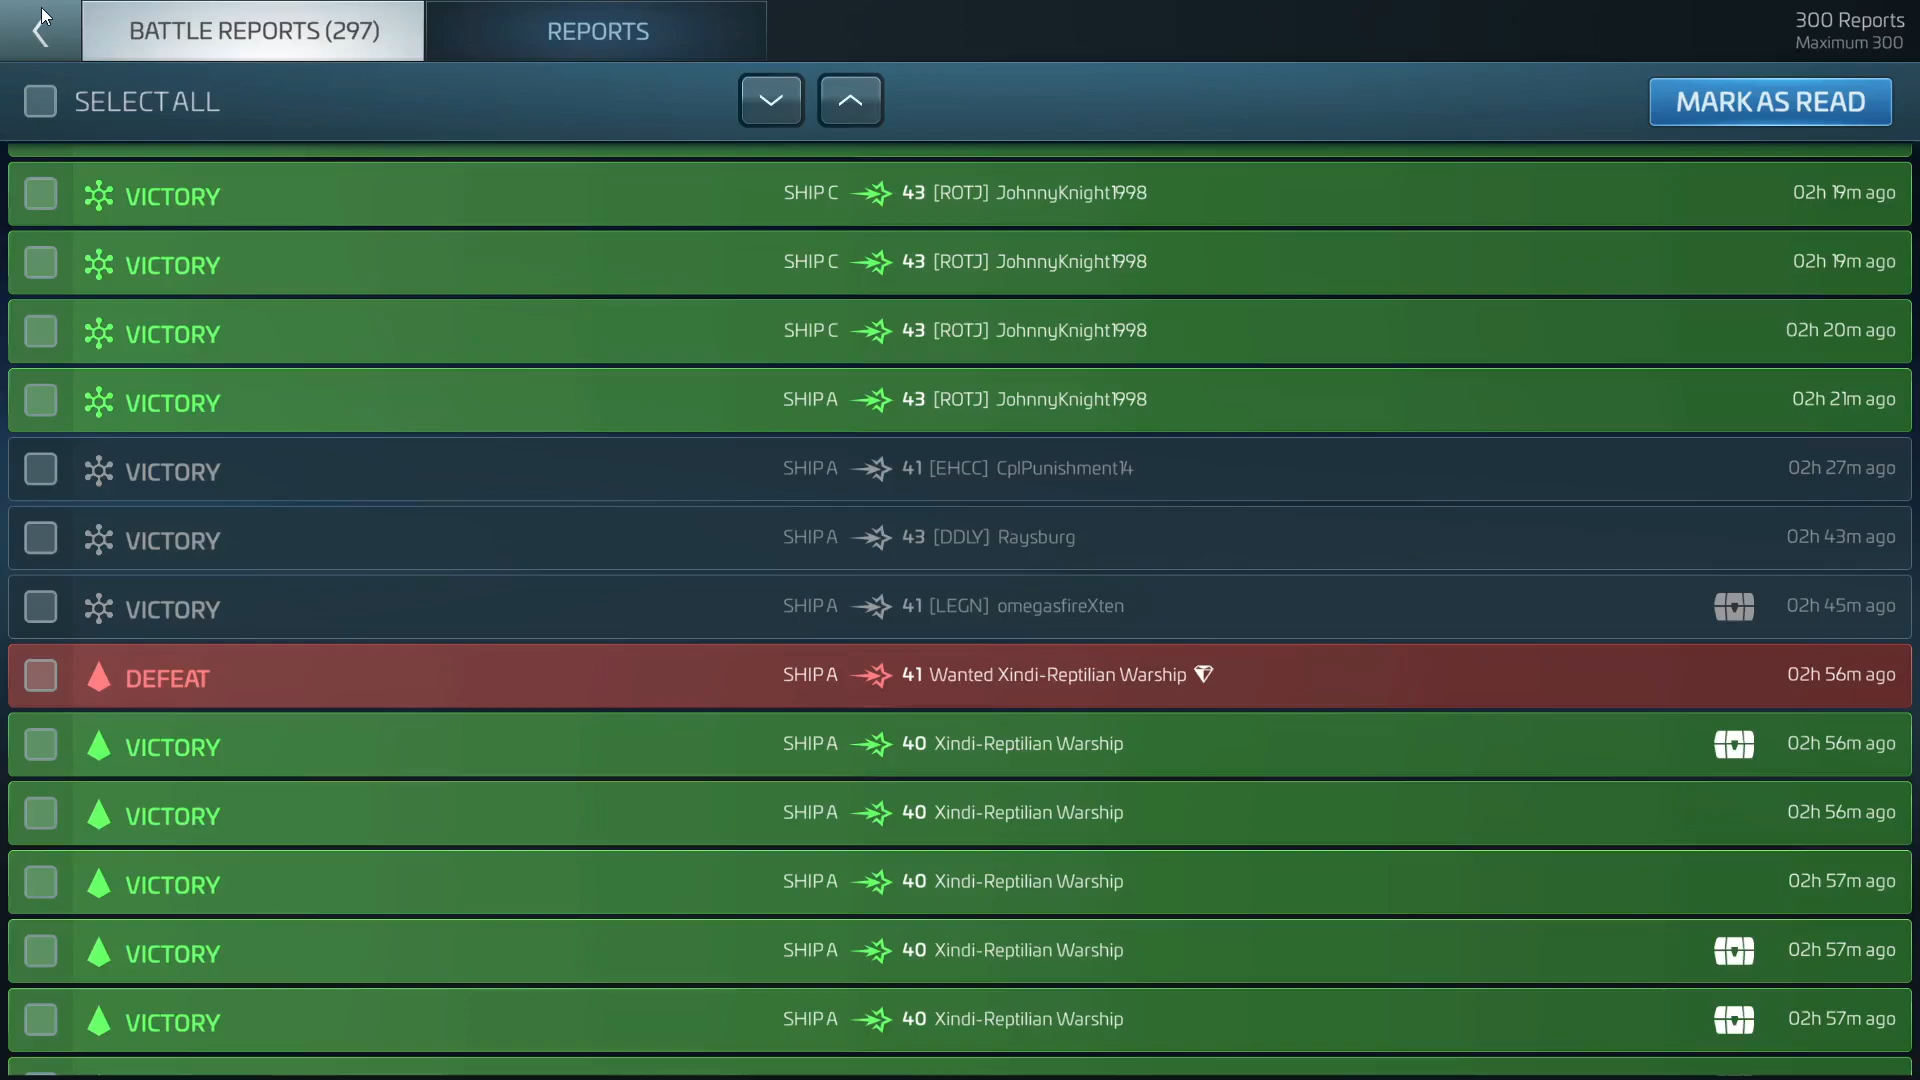 BATTLE REPORTS (297)
REPORTS
300 Reports
Maximum 300
SELECT ALL
MARK AS READ
VICTORY SHIP C 43 [ROTJ] JohnnyKnight1998 02h 19m ago
VICTORY SHIP C 43 [ROTJ] JohnnyKnight1998 02h 19m ago
VICTORY SHIP C 43 [ROTJ] JohnnyKnight1998 02h 20m ago
VICTORY SHIP A 43 [ROTJ] JohnnyKnight1998 02h 21m ago
VICTORY SHIP A 41 [EHCC] CplPunishment14 02h 27m ago
VICTORY SHIP A 43 [DDLY] Raysburg 02h 43m ago
VICTORY SHIP A 41 [LEGN] omegasfireXten 02h 45m ago
DEFEAT SHIP A 41 Wanted Xindi-Reptilian Warship 02h 56m ago
VICTORY SHIP A 40 Xindi-Reptilian Warship 02h 56m ago
VICTORY SHIP A 40 Xindi-Reptilian Warship 02h 56m ago
VICTORY SHIP A 40 Xindi-Reptilian Warship 02h 57m ago
VICTORY SHIP A 40 Xindi-Reptilian Warship 02h 57m ago
VICTORY SHIP A 40 Xindi-Reptilian Warship 02h 57m ago